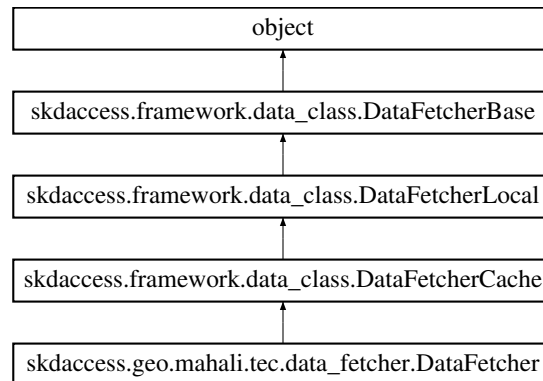 object
skdaccess.framework.data_class.DataFetcherBase
skdaccess.framework.data_class.DataFetcherLocal
skdaccess.framework.data_class.DataFetcherCache
skdaccess.geo.mahali.tec.data_fetcher.DataFetcher